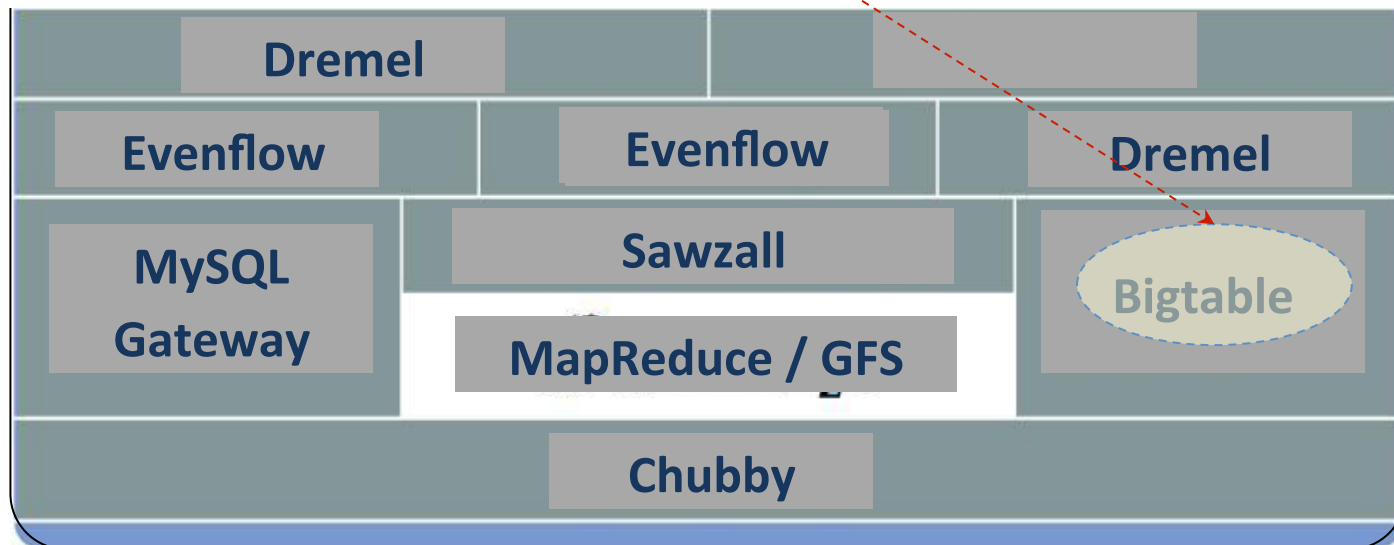 Dremel
Evenflow
Evenflow
Dremel
MySQL
Gateway
Sawzall
Bigtable
MapReduce / GFS
Chubby